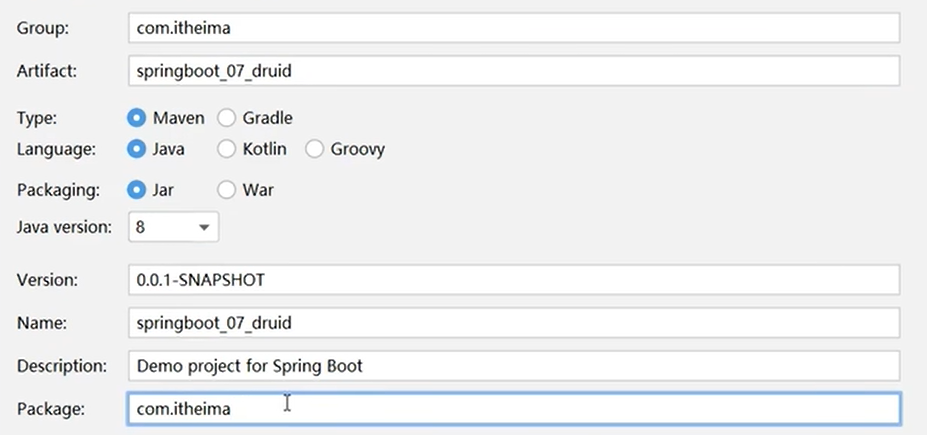 Group: com.itheima
Artifact: springboot_07_druid
Type: Maven Gradle
Language: Java Kotlin Groovy
Packaging: Jar War
Java version: 8
Version: 0.0.1-SNAPSHOT
Name: springboot_07_druid
Description: Demo project for Spring Boot
Package: com.itheima